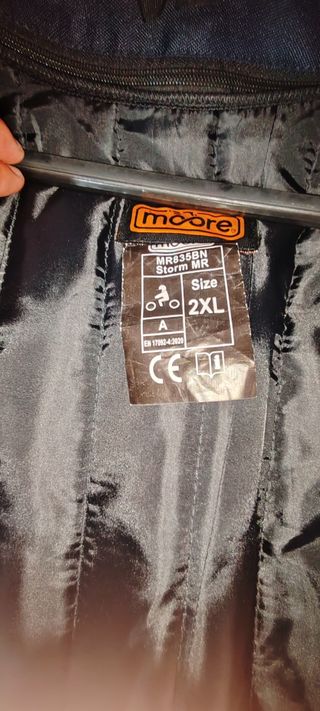 moore
MR835BN
Storm MR
Size
2XL
A
EN 17092-4:2020
CE
i